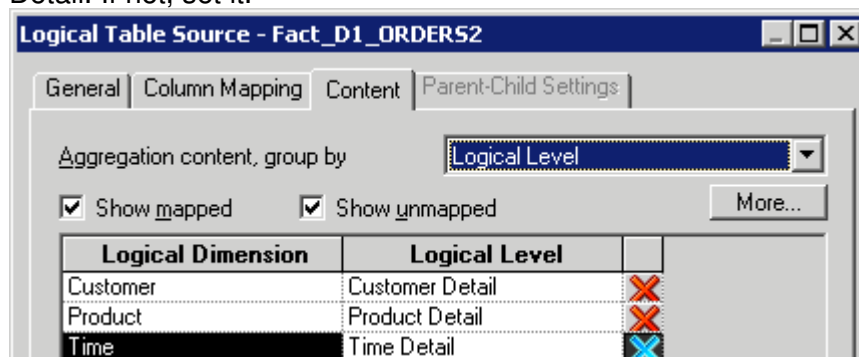 Detail. If not, set it.
Logical Table Source - Fact_D1_ORDERS2
General Column Mapping Content Parent-Child Settings
Aggregation content, group by Logical Level
Show mapped Show unmapped More...
Logical Dimension Logical Level
Customer Customer Detail
Product Product Detail
Time Time Detail